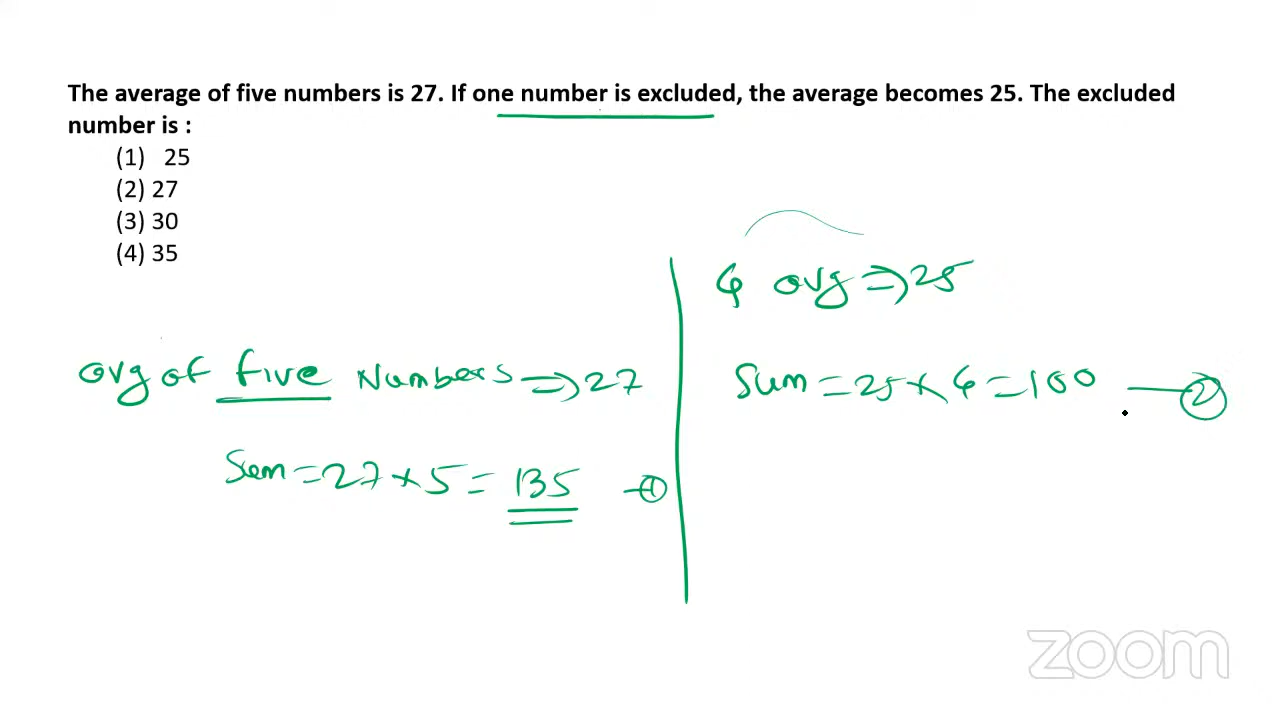 The average of five numbers is 27. If one number is excluded, the average becomes 25. The excluded
number is :
(1) 25
(2) 27
(3) 30
(4) 35
avg of five Numbers => 27
Sum = 27 × 5 = 135 —①
4 avg => 25
Sum = 25 × 4 = 100 —②
zoom